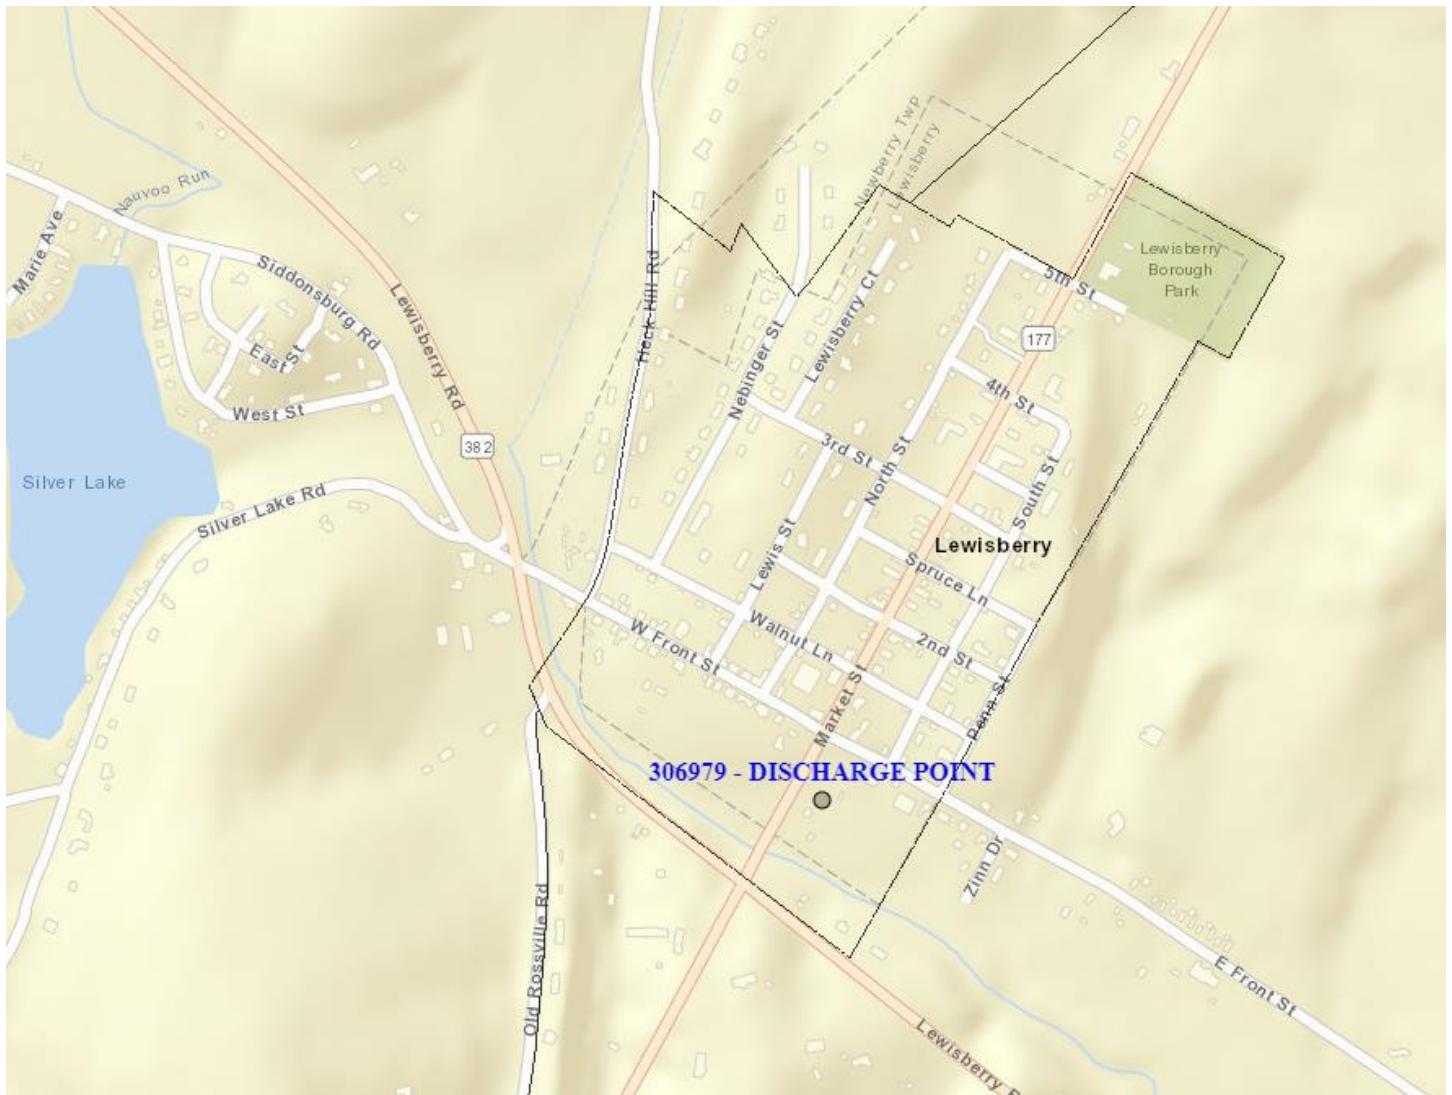 Newberry Twp
Lewisberry
Nauvoo Run
Marie Ave
Siddonsburg Rd
Heck Hill Rd
Lewisberry
Borough
Park
5th St
Lewisberry Rd
Lewisberry Ct
177
East St
Nebinger St
West St
4th St
382
3rd St
North St
Silver Lake
Silver Lake Rd
South St
Lewisberry
Lewis St
Spruce Ln
W Front St
Walnut Ln
2nd St
Market St
Penn St
306979 - DISCHARGE POINT
Zinn Dr
Old Rossville Rd
E Front St
Lewisberry